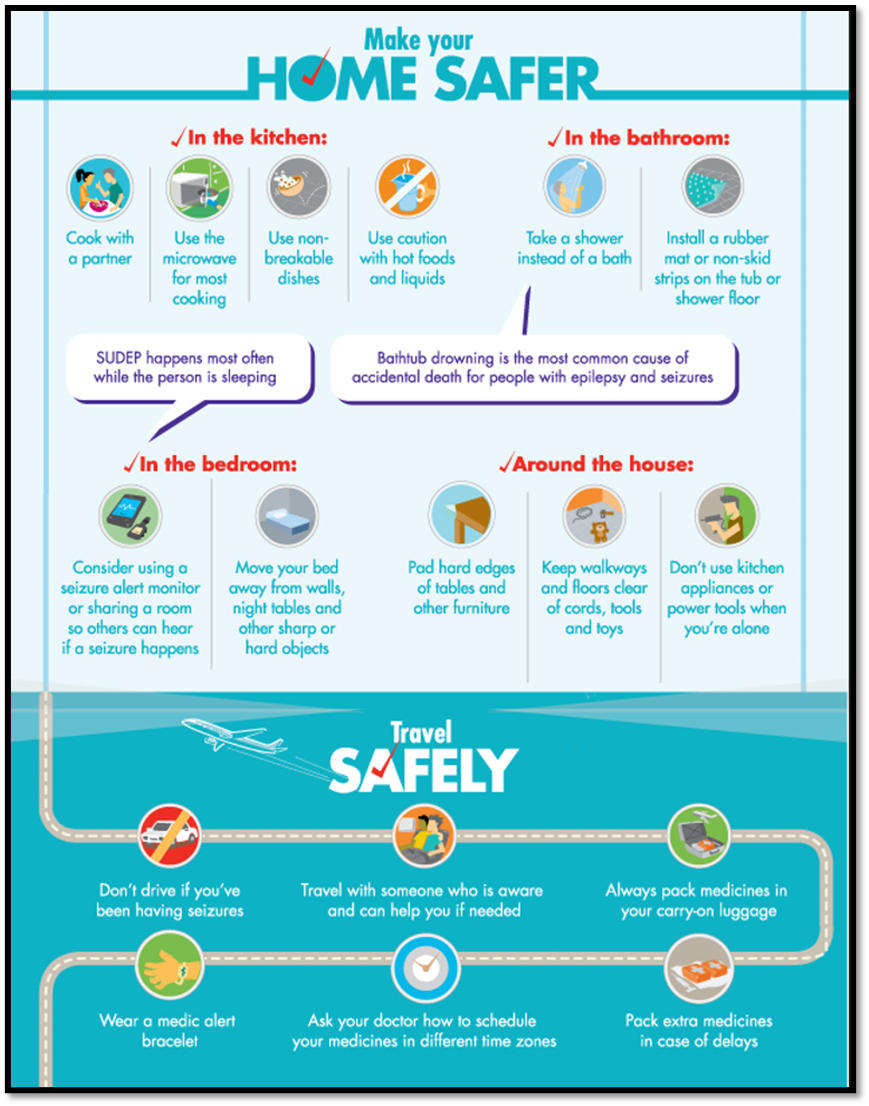 Make your
HOME SAFER
In the kitchen:
Cook with
a partner
Use the
microwave
for most
cooking
Use non-
breakable
dishes
Use caution
with hot foods
and liquids
In the bathroom:
Take a shower
instead of a bath
Install a rubber
mat or non-skid
strips on the tub or
shower floor
SUDEP happens most often
while the person is sleeping
Bathtub drowning is the most common cause of
accidental death for people with epilepsy and seizures
In the bedroom:
Consider using a
seizure alert monitor
or sharing a room
so others can hear
if a seizure happens
Move your bed
away from walls,
night tables and
other sharp or
hard objects
Around the house:
Pad hard edges
of tables and
other furniture
Keep walkways
and floors clear
of cords, tools
and toys
Don't use kitchen
appliances or
power tools when
you're alone
Travel
SAFELY
Don't drive if you've
been having seizures
Travel with someone who is aware
and can help you if needed
Always pack medicines in
your carry-on luggage
Wear a medic alert
bracelet
Ask your doctor how to schedule
your medicines in different time zones
Pack extra medicines
in case of delays